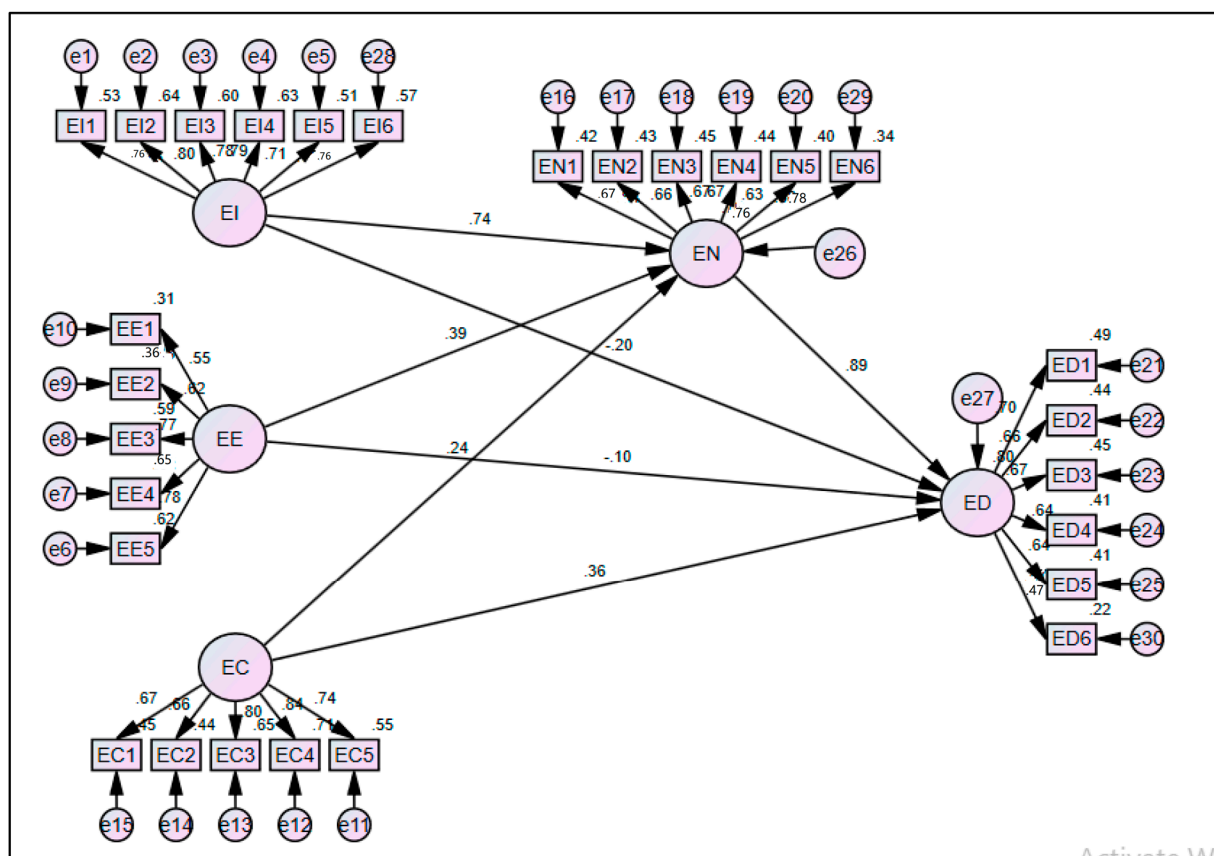 e1 e2 e3 e4 e5 e28
.53 .64 .60 .63 .51 .57
EI1 EI2 EI3 EI4 EI5 EI6
.76 .80 .78 .79 .71 .76
EI
e16 e17 e18 e19 e20 e29
.42 .43 .45 .44 .40 .34
EN1 EN2 EN3 EN4 EN5 EN6
.67 .66 .67 .67 .63 .76 .78
EN
e26
.74
.39
-.20
.24
-.10
.89
.36
.31
e10 EE1
.36 .55
e9 EE2
.62
.59
e8 EE3
.77
EE
.65
e7 EE4
.78
.62
e6 EE5
e27
.80
ED
.49
ED1 e21
.70
.44
ED2 e22
.66
.45
ED3 e23
.67
.41
ED4 e24
.64
.41
ED5 e25
.64
.22
ED6 e30
.47
EC
.67 .66 .80 .84 .74
.45 .44 .65 .71 .55
EC1 EC2 EC3 EC4 EC5
e15 e14 e13 e12 e11
Activate W